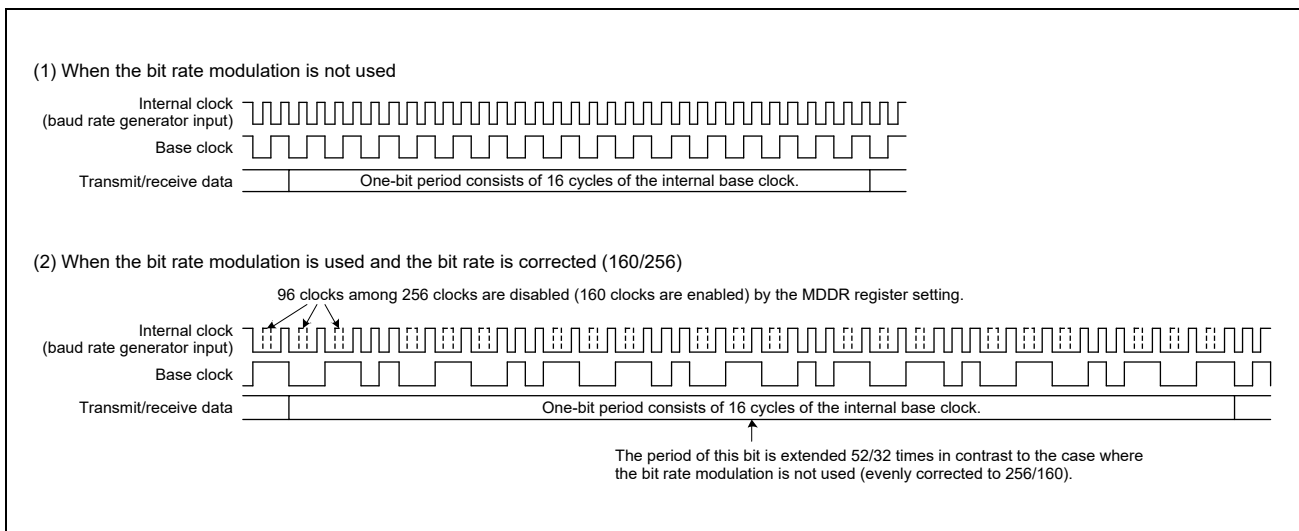 (1) When the bit rate modulation is not used
Internal clock
(baud rate generator input)
Base clock
Transmit/receive data
One-bit period consists of 16 cycles of the internal base clock.
(2) When the bit rate modulation is used and the bit rate is corrected (160/256)
96 clocks among 256 clocks are disabled (160 clocks are enabled) by the MDDR register setting.
Internal clock
(baud rate generator input)
Base clock
Transmit/receive data
One-bit period consists of 16 cycles of the internal base clock.
The period of this bit is extended 52/32 times in contrast to the case where
the bit rate modulation is not used (evenly corrected to 256/160).